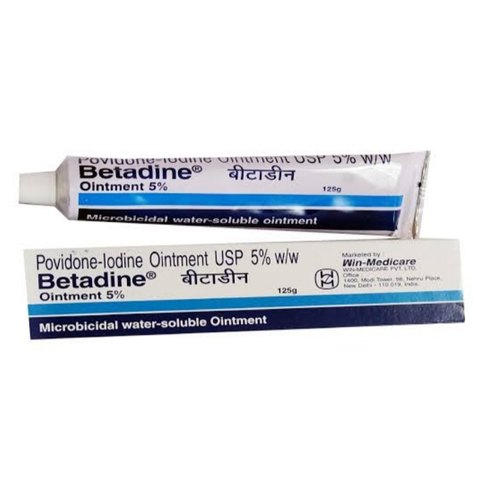 Povidone-Iodine Ointment USP 5% w/w
Betadine® बीटाडीन
Ointment 5% 125g
Microbicidal water-soluble ointment
Povidone-Iodine Ointment USP 5% w/w
Betadine® बीटाडीन
Ointment 5% 125g
Microbicidal water-soluble Ointment
Marketed by :
Win-Medicare
WIN-MEDICARE PVT. LTD.
Office :
1400, Modi Tower, 98, Nehru Place,
New Delhi - 110 019, India.